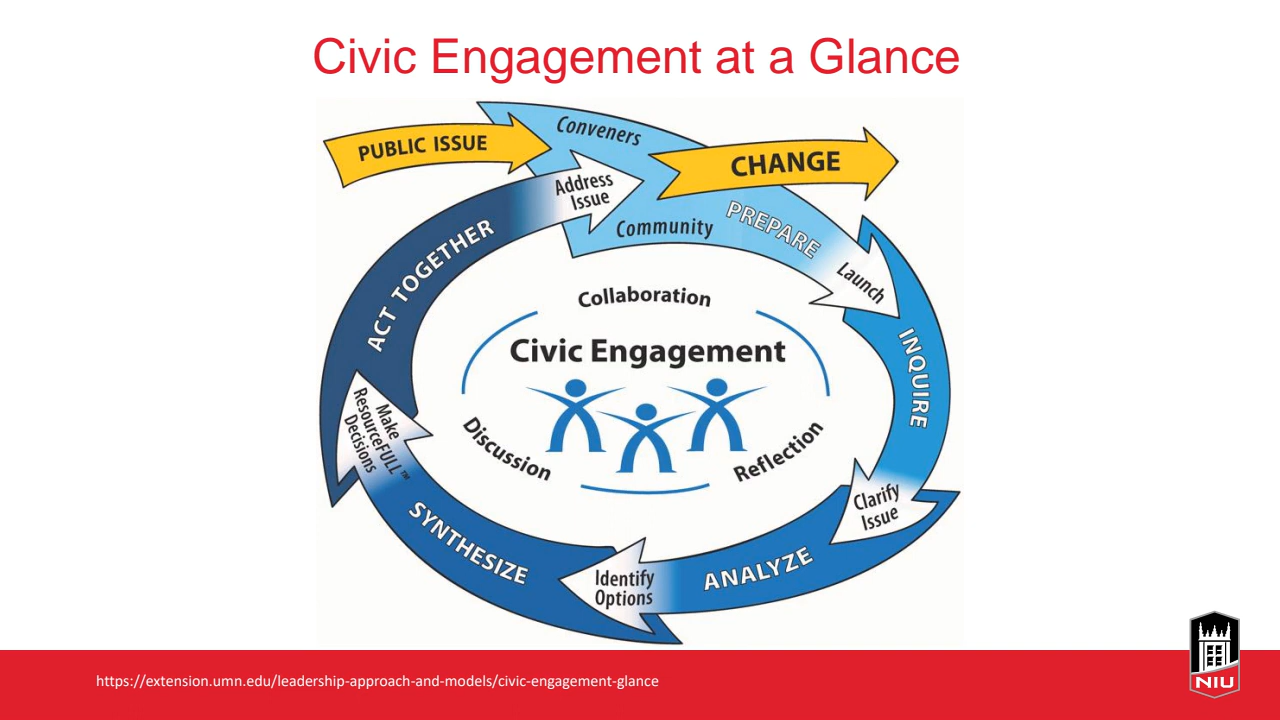 Civic Engagement at a Glance
PUBLIC ISSUE
Conveners
CHANGE
Address
Issue
Community
PREPARE
Launch
ACT TOGETHER
Collaboration
Civic Engagement
INQUIRE
Discussion
Reflection
Make
ResourceFULL™
Decisions
Clarify
Issue
SYNTHESIZE
Identify
Options
ANALYZE
https://extension.umn.edu/leadership-approach-and-models/civic-engagement-glance
NIU